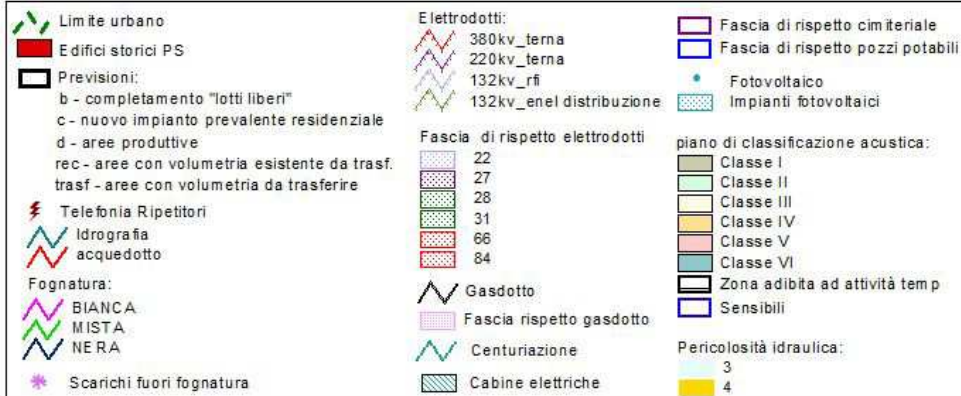 Limite urbano
Edifici storici PS
Previsioni:
b - completamento "lotti liberi"
c - nuovo impianto prevalente residenziale
d - aree produttive
rec - aree con volumetria esistente da trasf.
trasf - aree con volumetria da trasferire
Telefonia Ripetitori
Idrografia
acquedotto
Fognatura:
BIANCA
MISTA
NERA
Scarichi fuori fognatura
Elettrodotti:
380kv_terna
220kv_terna
132kv_rfi
132kv_enel distribuzione
Fascia di rispetto elettrodotti
22
27
28
31
66
84
Gasdotto
Fascia rispetto gasdotto
Centuriazione
Cabine elettriche
Fascia di rispetto cimiteriale
Fascia di rispetto pozzi potabili
Fotovoltaico
Impianti fotovoltaici
piano di classificazione acustica:
Classe I
Classe II
Classe III
Classe IV
Classe V
Classe VI
Zona adibita ad attività temp
Sensibili
Pericolosità idraulica:
3
4